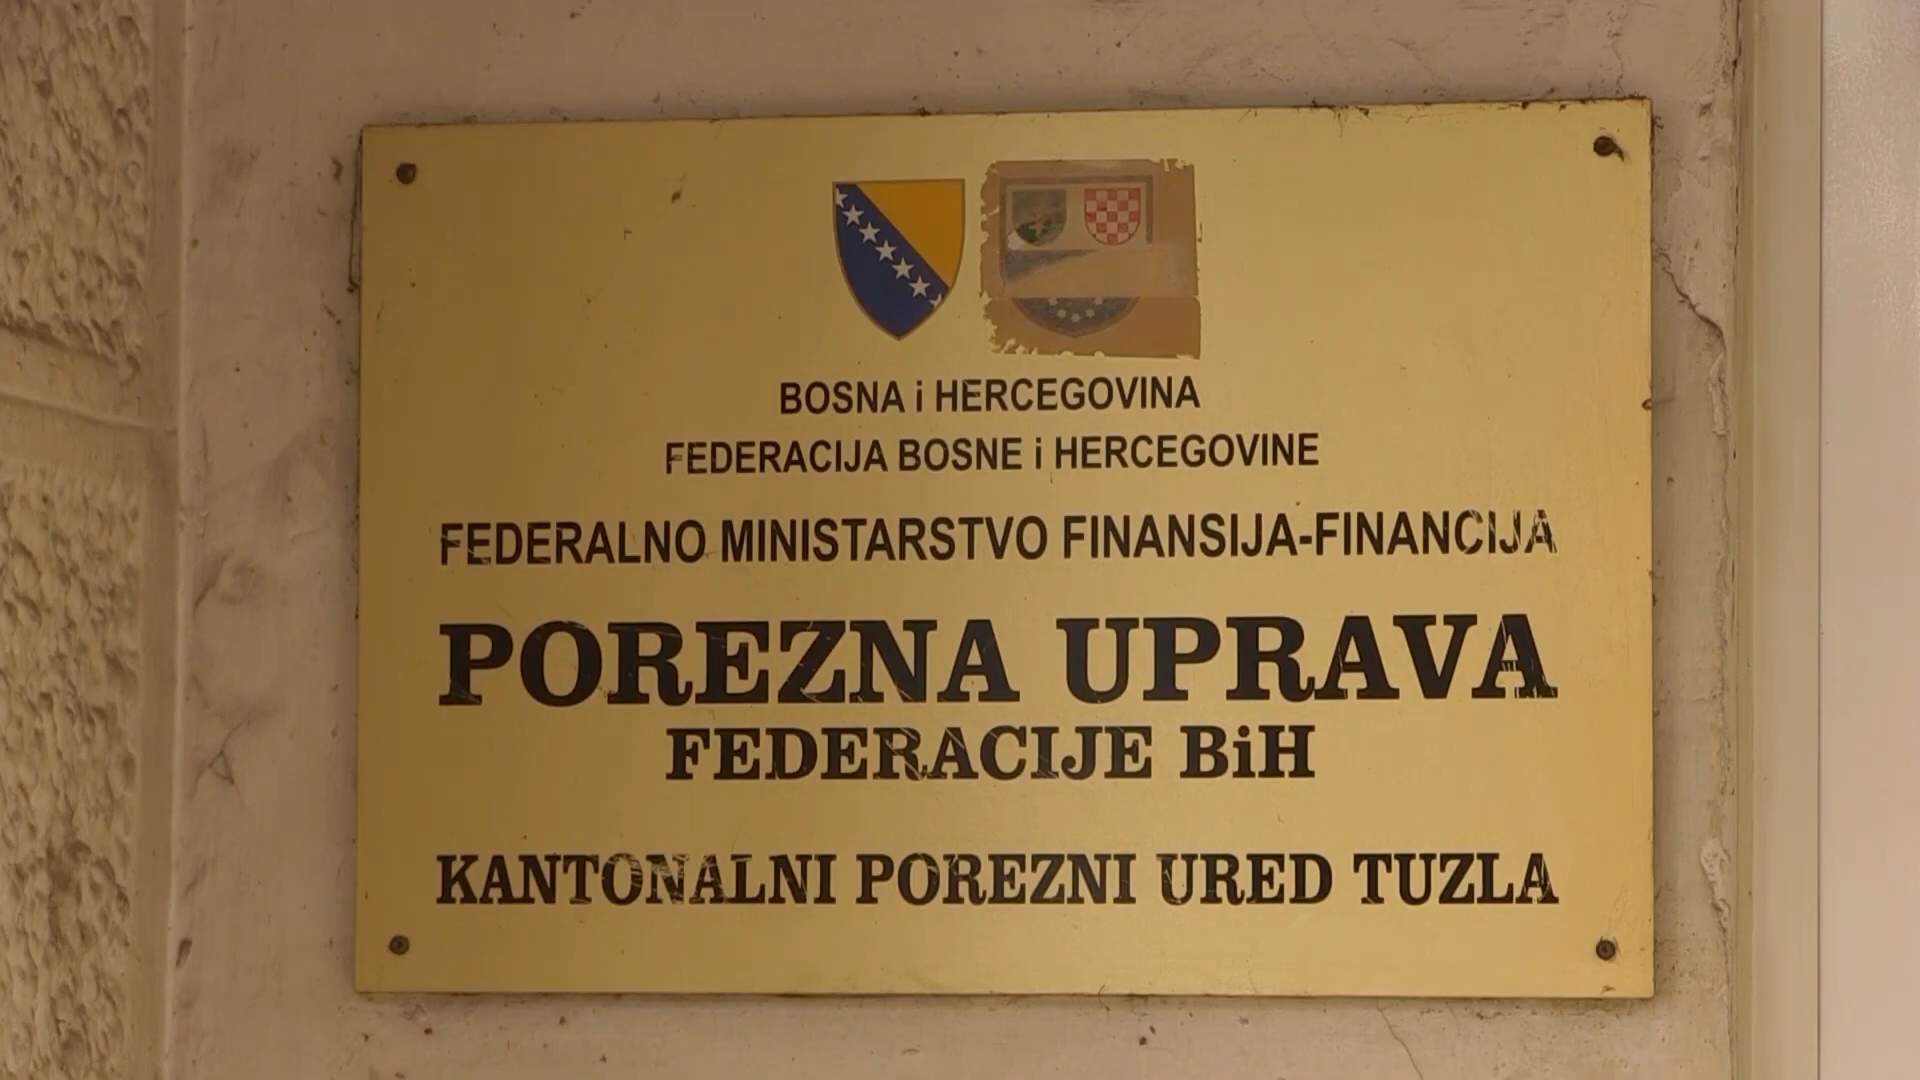 BOSNA i HERCEGOVINA
FEDERACIJA BOSNE i HERCEGOVINE
FEDERALNO MINISTARSTVO FINANSIJA-FINANCIJA
POREZNA UPRAVA
FEDERACIJE BiH
KANTONALNI POREZNI URED TUZLA